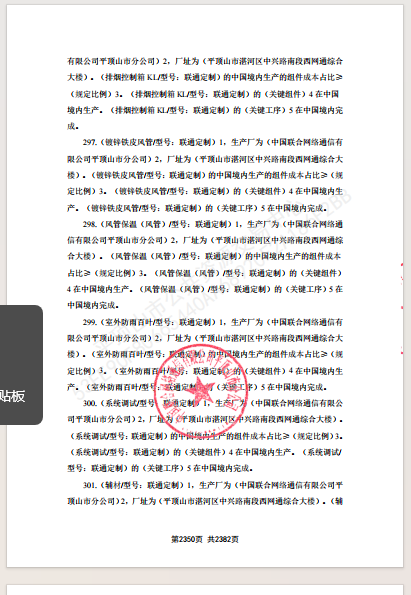 有限公司平顶山市分公司）2，厂址为（平顶山市湛河区中兴路南段西网通综合
大楼）。（排烟控制箱 KL/型号：联通定制）的中国境内生产的组件成本占比≥
（规定比例）3。（排烟控制箱 KL/型号：联通定制）的（关键组件）4 在中国
境内生产。（排烟控制箱 KL/型号：联通定制）的（关键工序）5 在中国境内完
成。
297.（镀锌铁皮风管/型号：联通定制）1，生产厂为（中国联合网络通信有
限公司平顶山市分公司）2，厂址为（平顶山市湛河区中兴路南段西网通综合大
楼）。（镀锌铁皮风管/型号：联通定制）的中国境内生产的组件成本占比≥（规
定比例）3。（镀锌铁皮风管/型号：联通定制）的（关键组件）4 在中国境内生
产。（镀锌铁皮风管/型号：联通定制）的（关键工序）5 在中国境内完成。
298.（风管保温（风管）/型号：联通定制）1，生产厂为（中国联合网络通
信有限公司平顶山市分公司）2，厂址为（平顶山市湛河区中兴路南段西网通综
合大楼）。（风管保温（风管）/型号：联通定制）的中国境内生产的组件成本
占比≥（规定比例）3。（风管保温（风管）/型号：联通定制）的（关键组件）
4 在中国境内生产。（风管保温（风管）/型号：联通定制）的（关键工序）5 在
中国境内完成。
299.（室外防雨百叶/型号：联通定制）1，生产厂为（中国联合网络通信有
限公司平顶山市分公司）2，厂址为（平顶山市湛河区中兴路南段西网通综合大
楼）。（室外防雨百叶/型号：联通定制）的中国境内生产的组件成本占比≥（规
定比例）3。（室外防雨百叶/型号：联通定制）的（关键组件）4 在中国境内生
产。（室外防雨百叶/型号：联通定制）的（关键工序）5 在中国境内完成。
300.（系统调试/型号：联通定制）1，生产厂为（中国联合网络通信有限公
司平顶山市分公司）2，厂址为（平顶山市湛河区中兴路南段西网通综合大楼）。
（系统调试/型号：联通定制）的中国境内生产的组件成本占比≥（规定比例）3。
（系统调试/型号：联通定制）的（关键组件）4 在中国境内生产。（系统调试/
型号：联通定制）的（关键工序）5 在中国境内完成。
301.（辅材/型号：联通定制）1，生产厂为（中国联合网络通信有限公司平
顶山市分公司）2，厂址为（平顶山市湛河区中兴路南段西网通综合大楼）。（辅
第2350页 共2382页
贴板